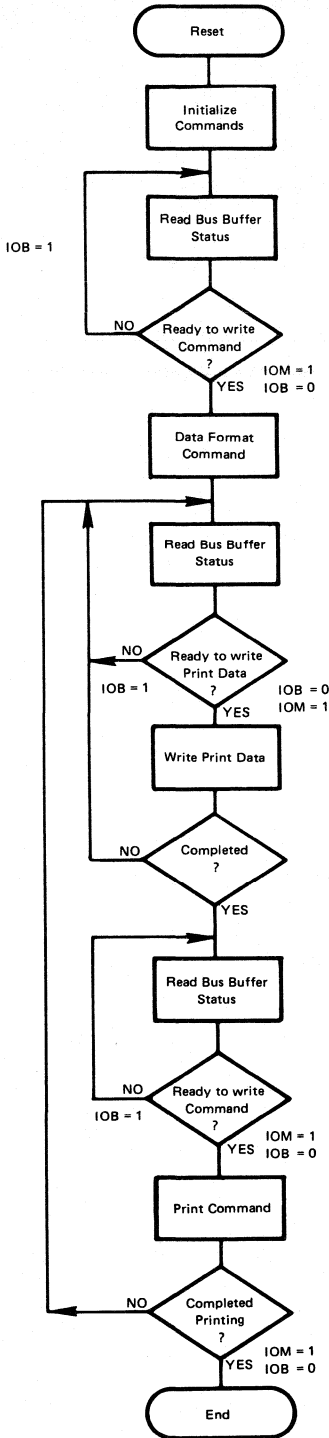 Reset
Initialize
Commands
IOB = 1
Read Bus Buffer
Status
NO
Ready to write
Command
?
IOM = 1
YES
IOB = 0
Data Format
Command
Read Bus Buffer
Status
NO
Ready to write
Print Data
IOB = 1
?
IOB = 0
YES
IOM = 1
Write Print Data
NO
Completed
?
YES
Read Bus Buffer
Status
NO
Ready to write
Command
IOB = 1
?
IOM = 1
YES
IOB = 0
Print Command
NO
Completed
Printing
?
IOM = 1
YES
IOB = 0
End